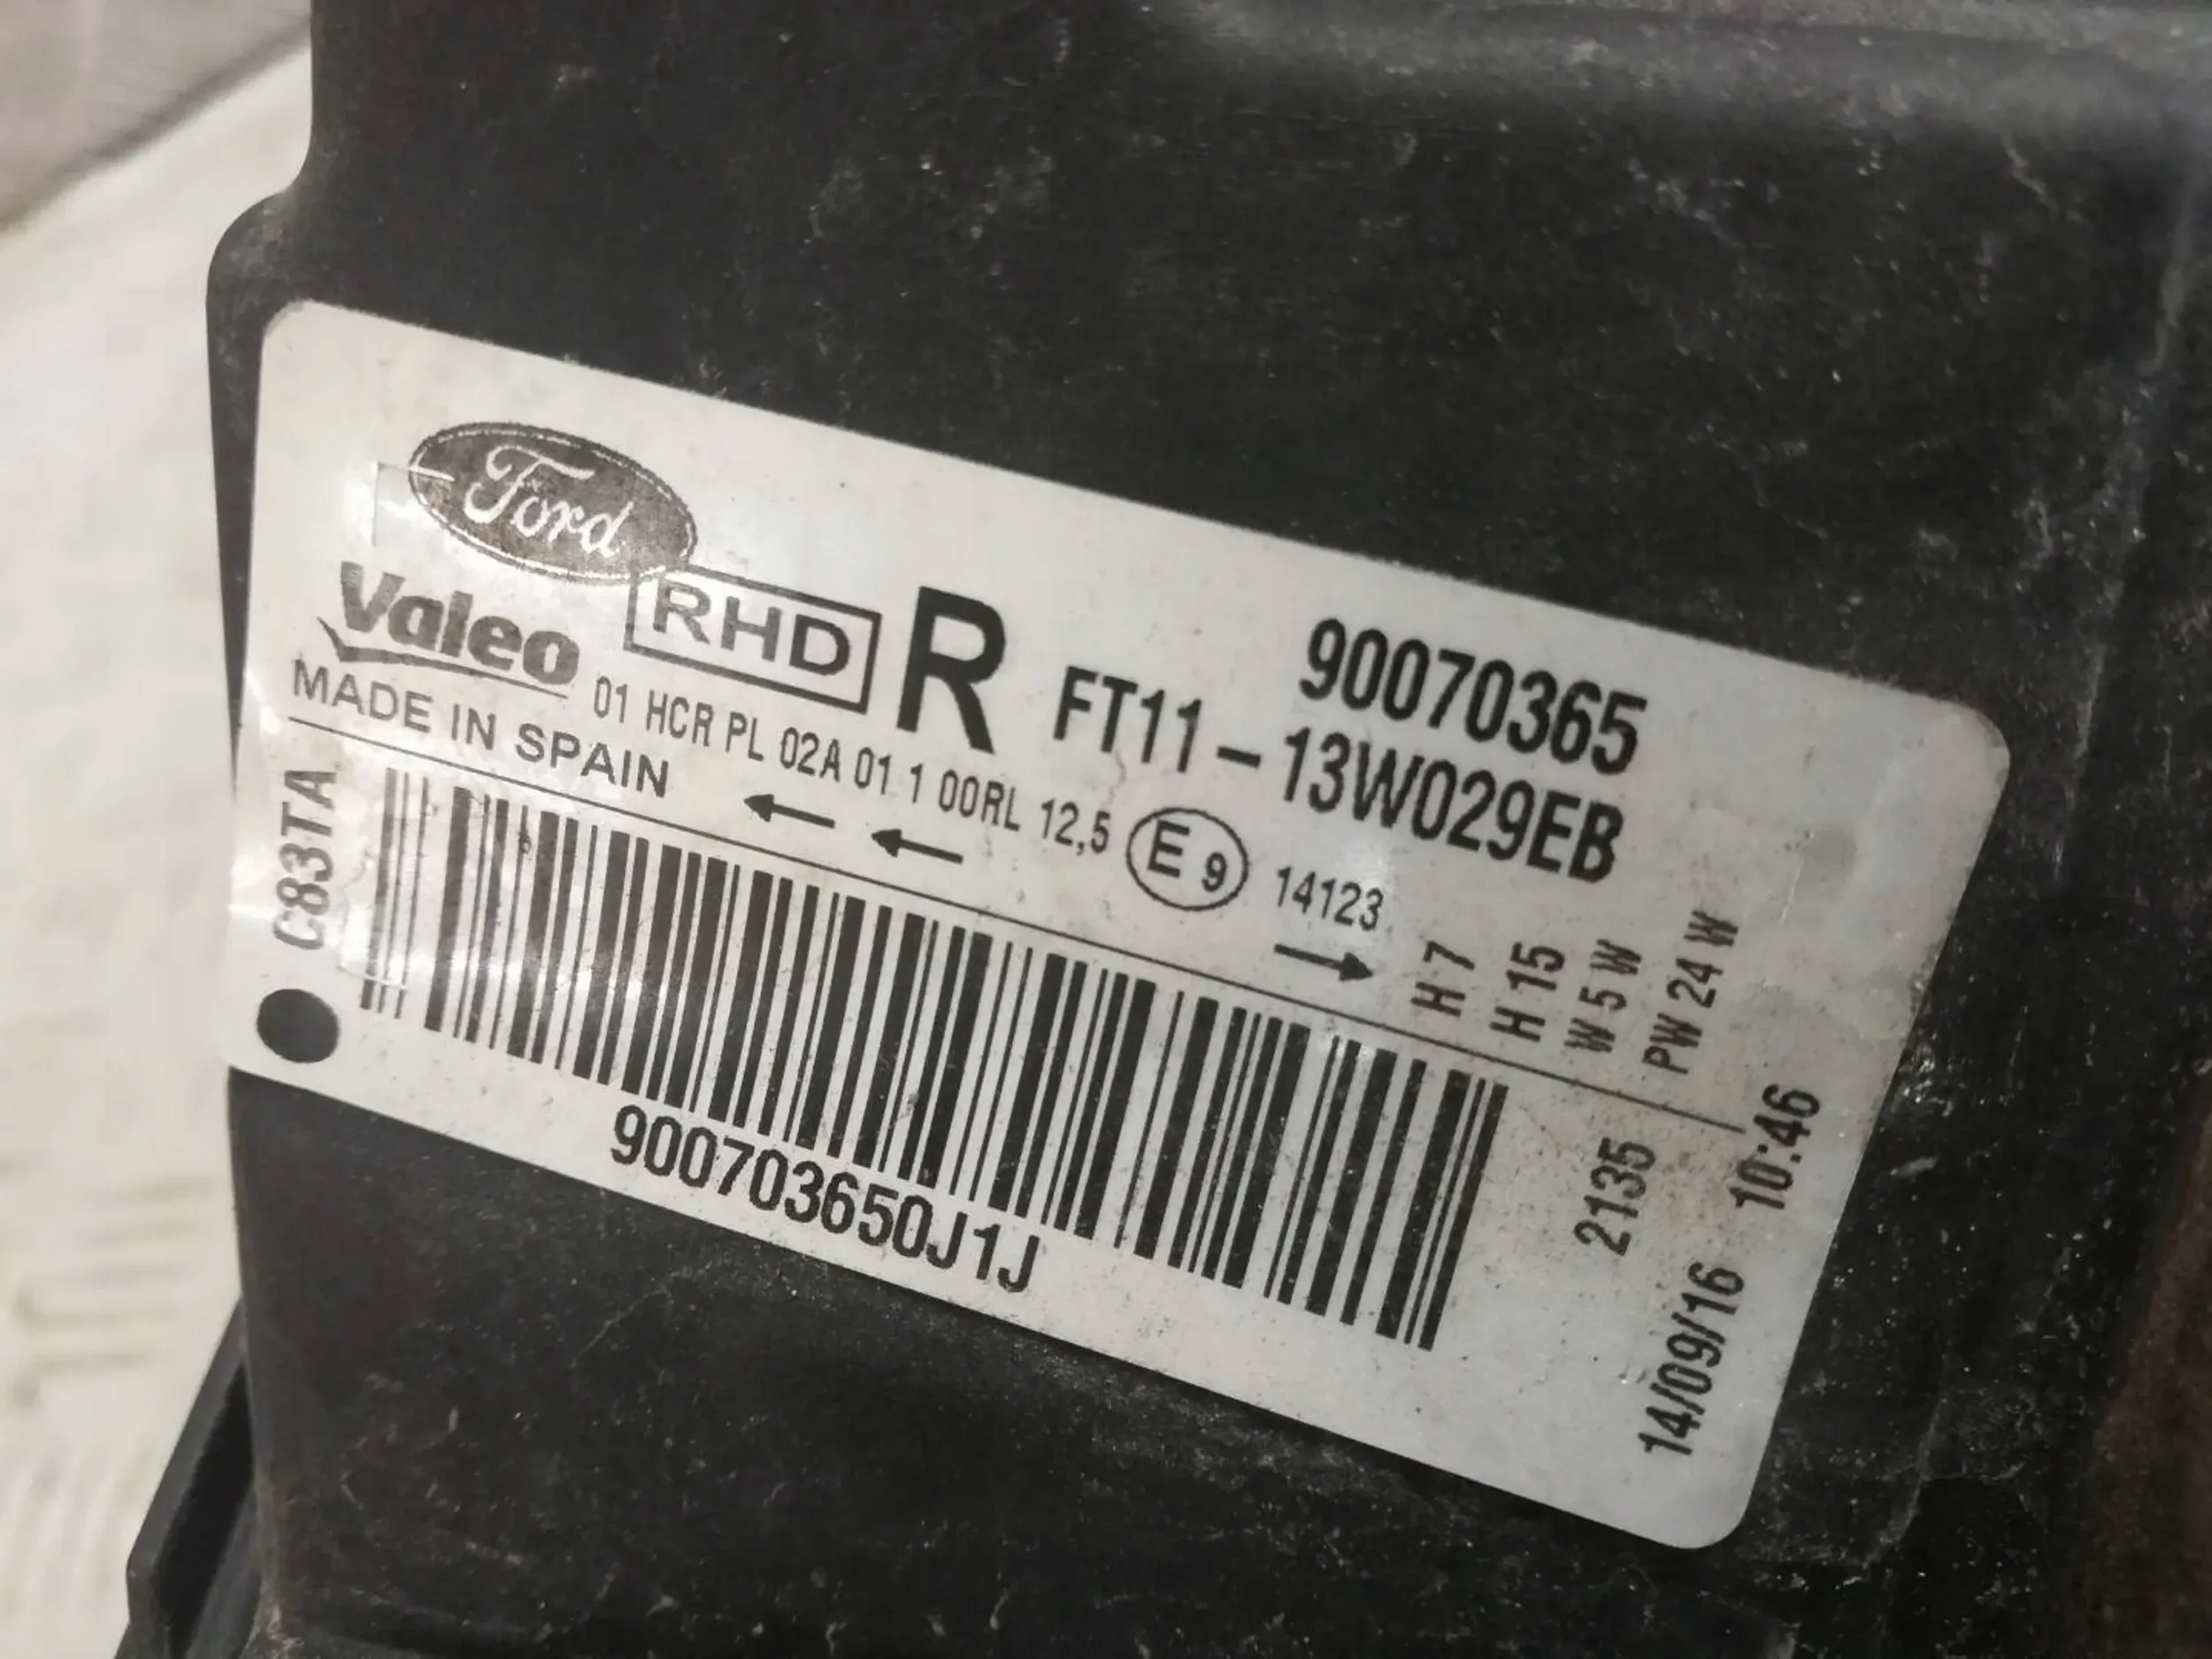 Ford
Valeo
RHD
R
90070365
FT11-13W029EB
MADE IN SPAIN
01 HCR PL 02A 01 1 00RL 12,5
E9
14123
H 7
H 15
W 5 W
PW 24 W
C83TA
900703650J1J
2135
14/09/16 10:46